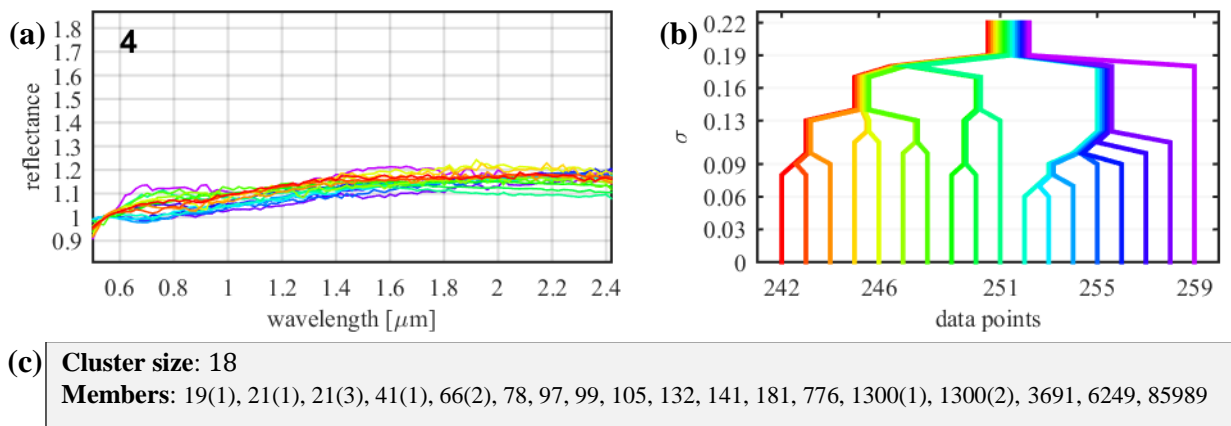 (a)
4
1.8
1.7
1.6
1.5
1.4
1.3
1.2
1.1
1
0.9
reflectance
0.6 0.8 1 1.2 1.4 1.6 1.8 2 2.2 2.4
wavelength [μm]
(b)
0.22
0.19
0.16
0.13
0.09
0.06
0.03
0
σ
242 246 251 255 259
data points
(c)
Cluster size: 18
Members: 19(1), 21(1), 21(3), 41(1), 66(2), 78, 97, 99, 105, 132, 141, 181, 776, 1300(1), 1300(2), 3691, 6249, 85989